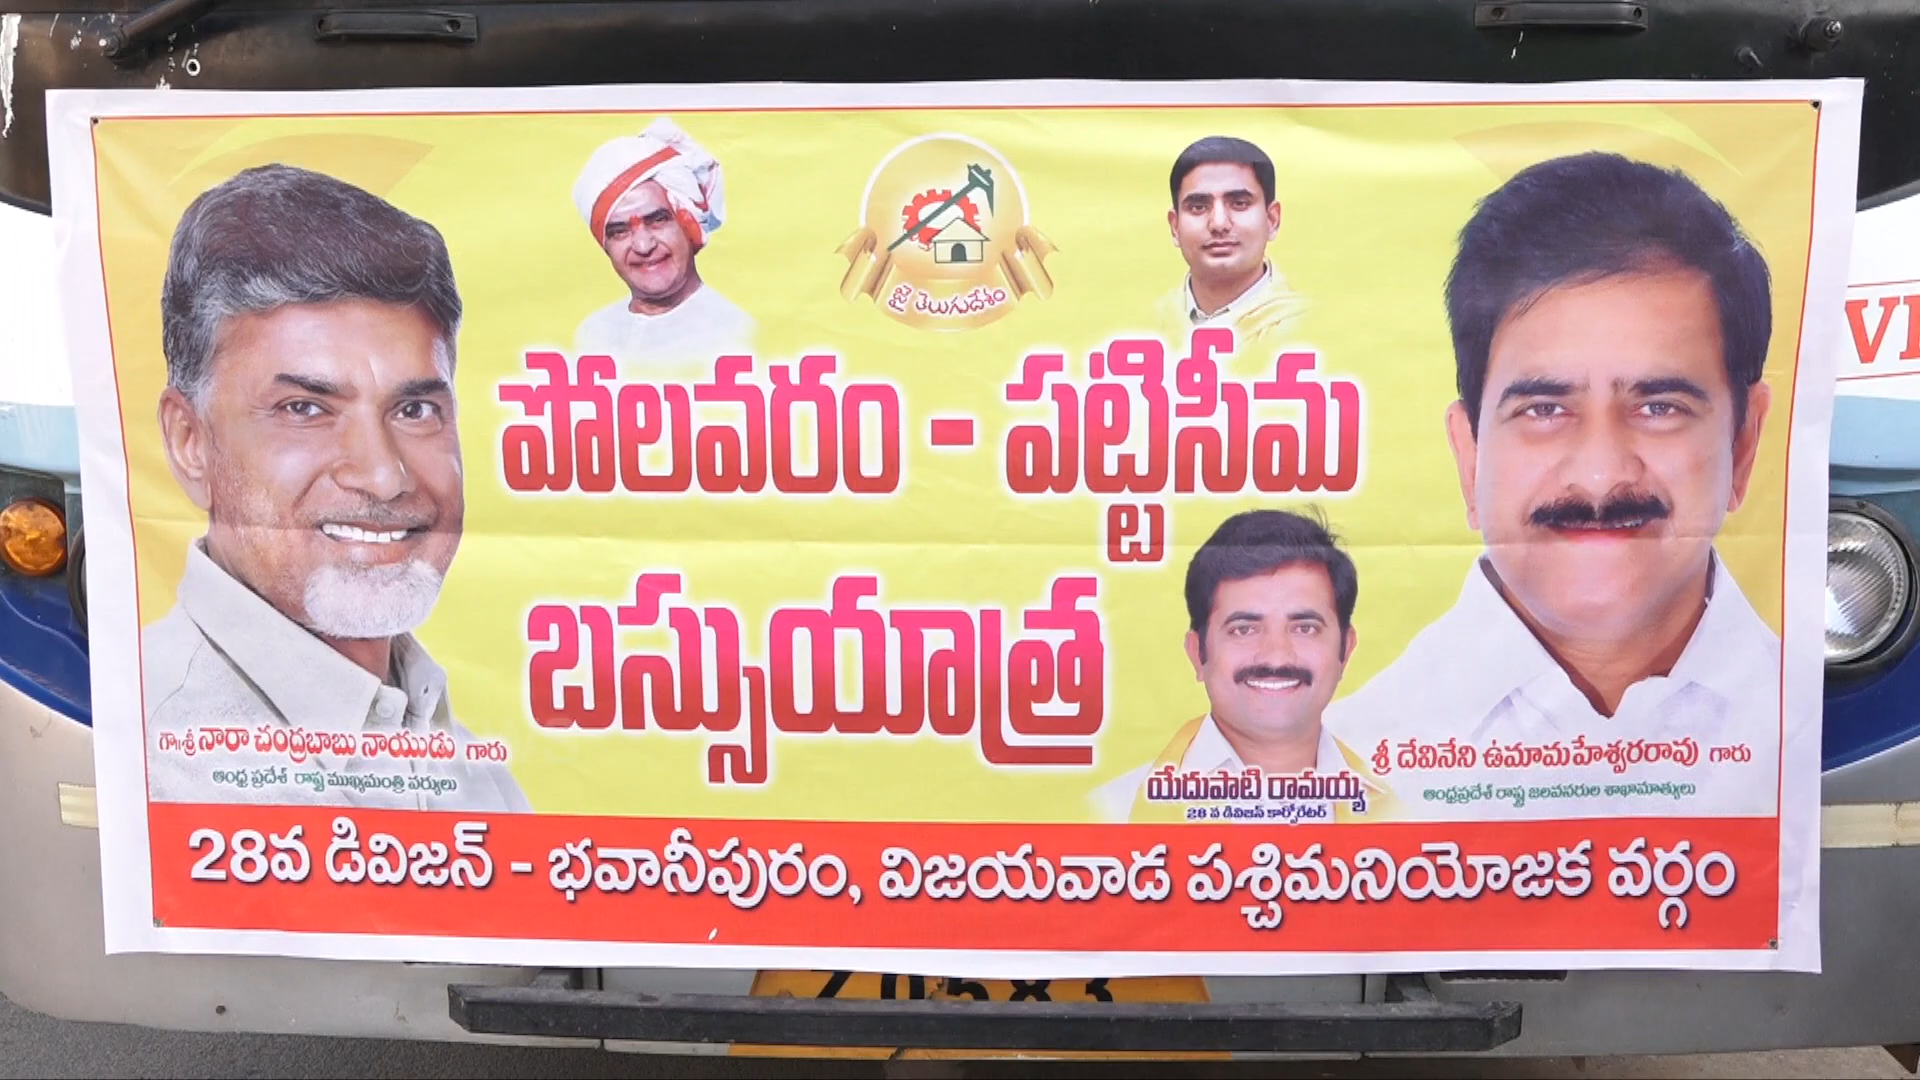 జై తెలుగుదేశం
పోలవరం - పట్టిసీమ
బస్సుయాత్ర
గౌ॥శ్రీ నారా చంద్రబాబు నాయుడు గారు
ఆంధ్ర ప్రదేశ్ రాష్ట్ర ముఖ్యమంత్రి వర్యులు
యేదుపాటి రామయ్య
28 వ డివిజన్ కార్పోరేటర్
శ్రీ దేవినేని ఉమామహేశ్వరరావు గారు
ఆంధ్రప్రదేశ్ రాష్ట్ర జలవనరుల శాఖామాత్యులు
28వ డివిజన్ - భవానీపురం, విజయవాడ పశ్చిమనియోజక వర్గం